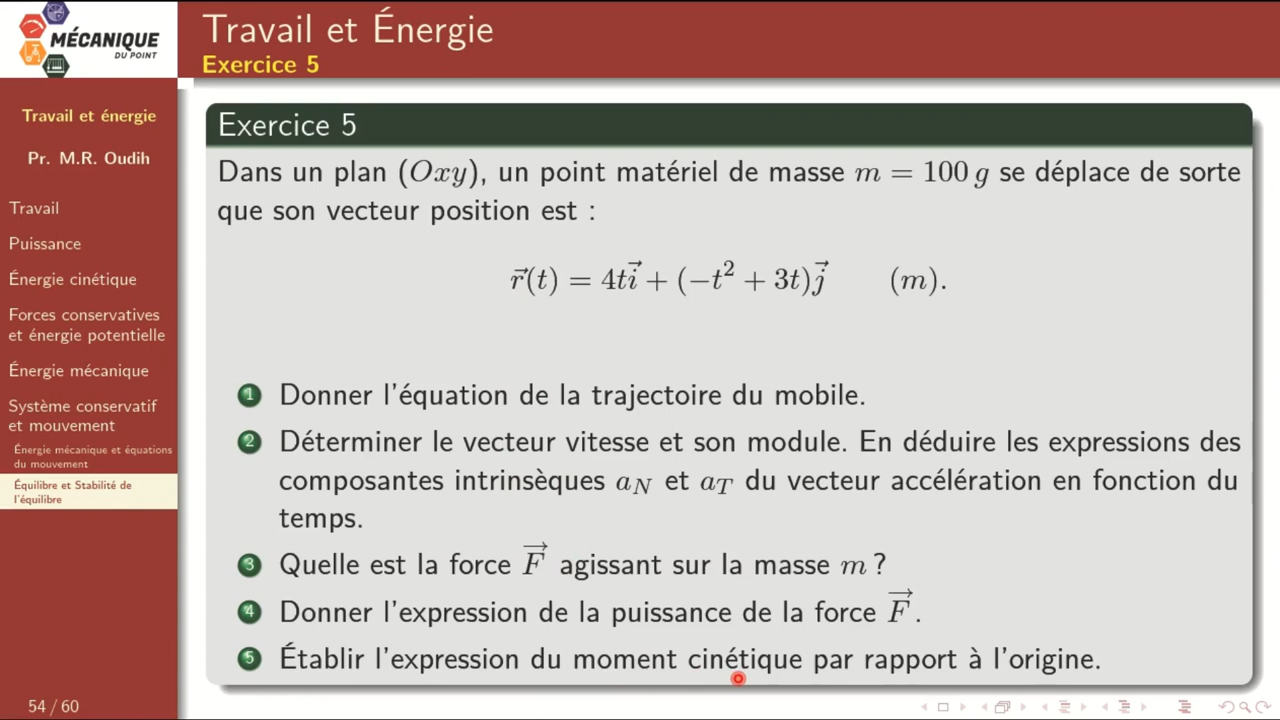 MÉCANIQUE
DU POINT
Travail et Énergie
Exercice 5
Travail et énergie
Pr. M.R. Oudih
Travail
Puissance
Énergie cinétique
Forces conservatives
et énergie potentielle
Énergie mécanique
Système conservatif
et mouvement
Énergie mécanique et équations
du mouvement
Équilibre et Stabilité de
l'équilibre
54 / 60
Exercice 5
Dans un plan (Oxy), un point matériel de masse m = 100 g se déplace de sorte
que son vecteur position est :
r⃗(t) = 4ti⃗ + (−t² + 3t)j⃗ (m).
1 Donner l'équation de la trajectoire du mobile.
2 Déterminer le vecteur vitesse et son module. En déduire les expressions des
composantes intrinsèques a_N et a_T du vecteur accélération en fonction du
temps.
3 Quelle est la force F⃗ agissant sur la masse m ?
4 Donner l'expression de la puissance de la force F⃗.
5 Établir l'expression du moment cinétique par rapport à l'origine.